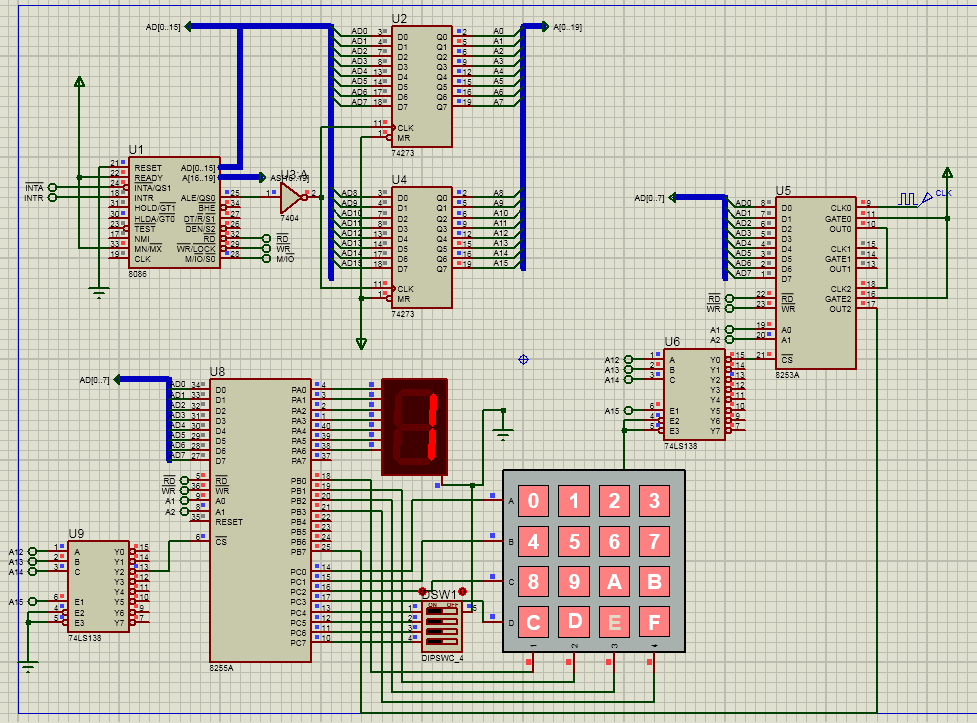 U2
AD[0..15]
A[0..19]
AD0 3 D0 Q0 2 A0
AD1 4 D1 Q1 5 A1
AD2 7 D2 Q2 6 A2
AD3 8 D3 Q3 9 A3
AD4 13 D4 Q4 12 A4
AD5 14 D5 Q5 15 A5
AD6 17 D6 Q6 16 A6
AD7 18 D7 Q7 19 A7
11 CLK
1 MR
74273
U1
21 RESET AD[0..15]
22 READY A[16..19]
INTA 24 INTA/QS1
INTR 18 INTR ALE/QS0 25
31 HOLD/GT1 BHE 34
30 HLDA/GT0 DT/R/S1 27
23 TEST DEN/S2 26
17 NMI RD 32 RD
33 MN/MX WR/LOCK 29 WR
19 CLK M/IO/S0 28 M/IO
8086
1 2
7404
U4
AD8 3 D0 Q0 2 A8
AD9 4 D1 Q1 5 A9
AD10 7 D2 Q2 6 A10
AD11 8 D3 Q3 9 A11
AD12 13 D4 Q4 12 A12
AD13 14 D5 Q5 15 A13
AD14 17 D6 Q6 16 A14
AD15 18 D7 Q7 19 A15
11 CLK
1 MR
74273
U5
AD[0..7]
CLK
AD0 8 D0 CLK0 9
AD1 7 D1 GATE0 11
AD2 6 D2 OUT0 10
AD3 5 D3
AD4 4 D4 CLK1 15
AD5 3 D5 GATE1 14
AD6 2 D6 OUT1 13
AD7 1 D7
CLK2 18
RD 22 RD GATE2 16
WR 23 WR OUT2 17
A1 19 A0
A2 20 A1
21 CS
8253A
U6
A12 1 A Y0 15
A13 2 B Y1 14
A14 3 C Y2 13
Y3 12
Y4 11
A15 6 E1 Y5 10
4 E2 Y6 9
5 E3 Y7 7
74LS138
U8
AD[0..7]
AD0 34 D0 PA0 4
AD1 33 D1 PA1 3
AD2 32 D2 PA2 2
AD3 31 D3 PA3 1
AD4 30 D4 PA4 40
AD5 29 D5 PA5 39
AD6 28 D6 PA6 38
AD7 27 D7 PA7 37
RD 5 RD PB0 18
WR 36 WR PB1 19
A1 9 A0 PB2 20
A2 8 A1 PB3 21
35 RESET PB4 22
PB5 23
6 CS PB6 24
PB7 25
PC0 14
PC1 15
PC2 16
PC3 17
PC4 13
PC5 12
PC6 11
PC7 10
8255A
U9
A12 1 A Y0 15
A13 2 B Y1 14
A14 3 C Y2 13
Y3 12
Y4 11
A15 6 E1 Y5 10
4 E2 Y6 9
5 E3 Y7 7
74LS138
DSW1
ON OFF
1
2
3
4
DIPSWC_4
A 0 1 2 3
B 4 5 6 7
C 8 9 A B
D C D E F
1 2 3 4